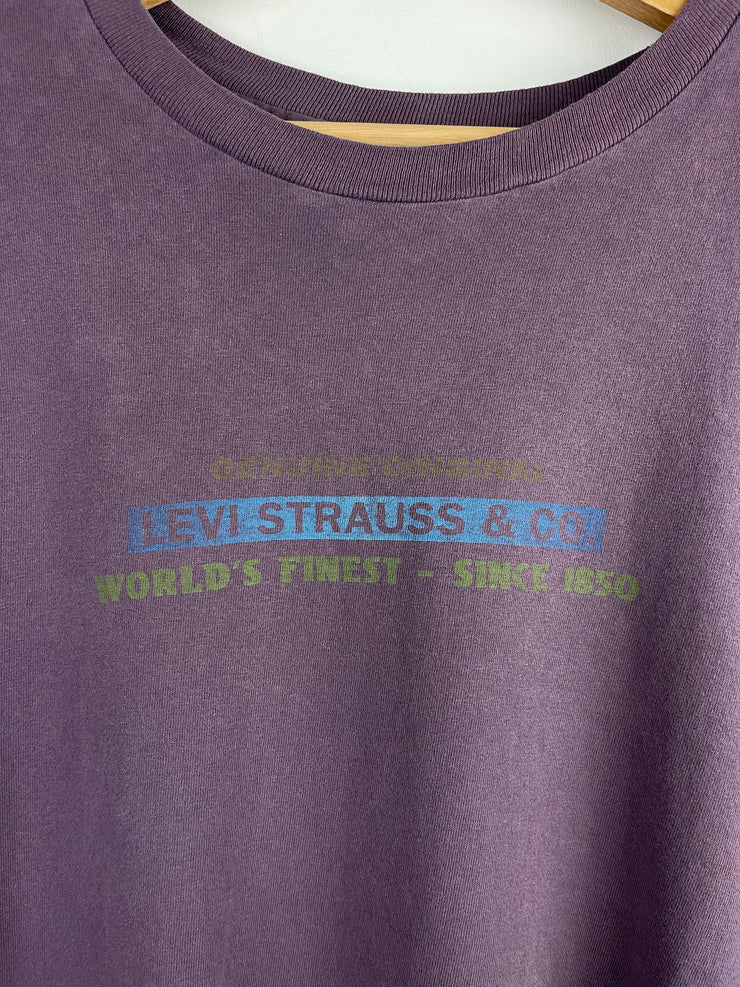 GENUINE ORIGINAL
LEVI STRAUSS & CO.
WORLD'S FINEST - SINCE 1850